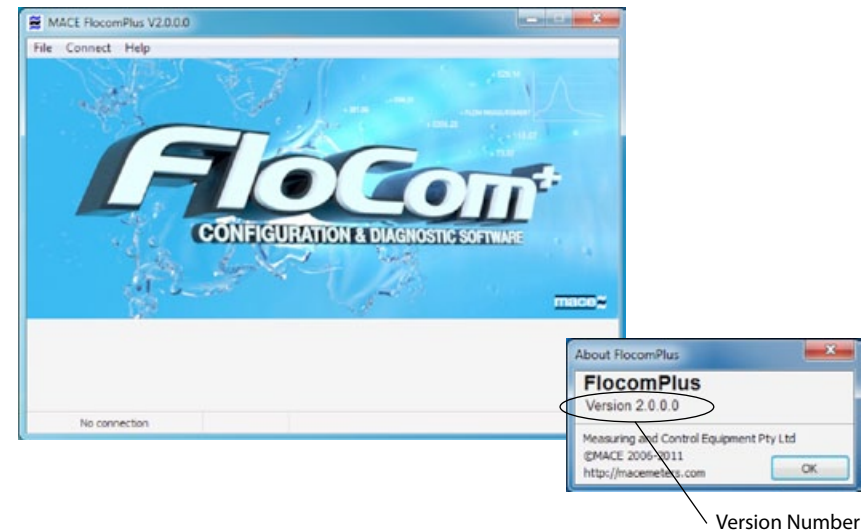 MACE FlocomPlus V2.0.0.0
File Connect Help
FloCom+
CONFIGURATION & DIAGNOSTIC SOFTWARE
mace
No connection
About FlocomPlus
FlocomPlus
Version 2.0.0.0
Measuring and Control Equipment Pty Ltd
©MACE 2006-2011
http://macemeters.com
OK
Version Number